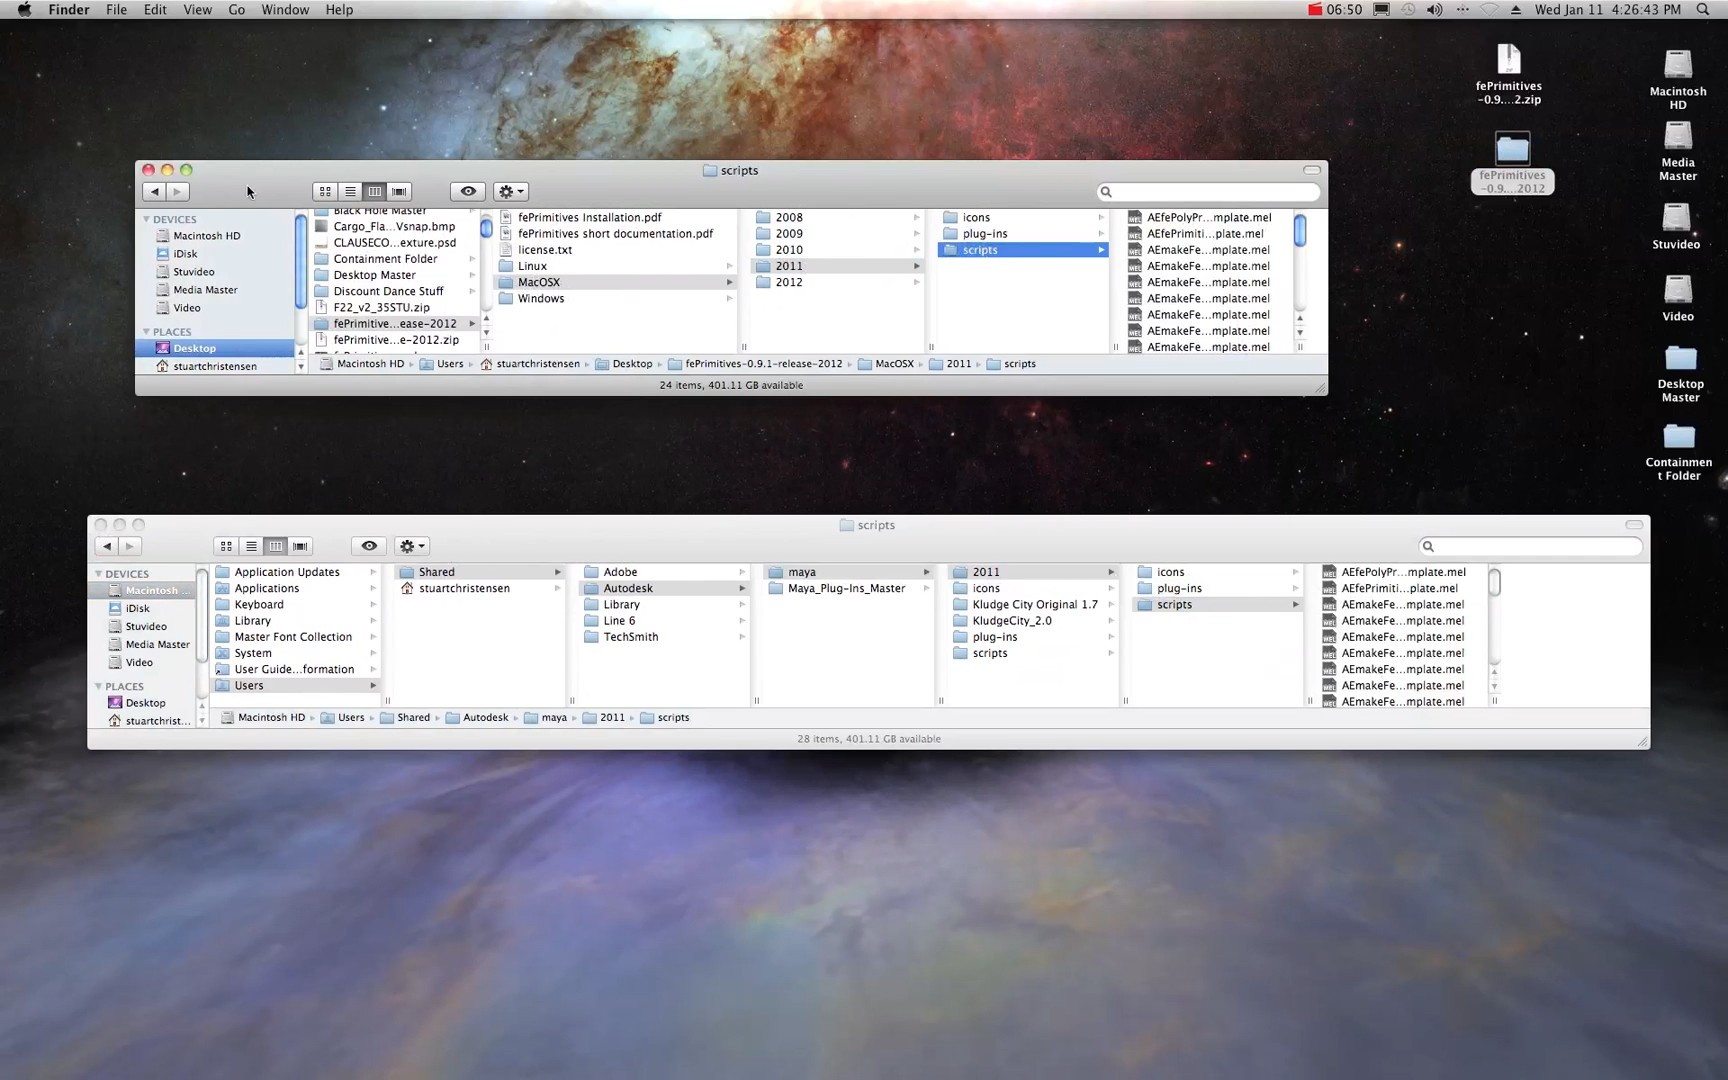 Finder File Edit View Go Window Help
06:50 Wed Jan 11 4:26:43 PM
fePrimitives
-0.9....2.zip
fePrimitives
-0.9....2012
Macintosh
HD
Media
Master
Stuvideo
Video
Desktop
Master
Containmen
t Folder
scripts
DEVICES
Macintosh HD
iDisk
Stuvideo
Media Master
Video
PLACES
Desktop
stuartchristensen
Black Hole Master
Cargo_Fla...Vsnap.bmp
CLAUSECO...exture.psd
Containment Folder
Desktop Master
Discount Dance Stuff
F22_v2_35STU.zip
fePrimitive...ease-2012
fePrimitive...e-2012.zip
fePrimitives Installation.pdf
fePrimitives short documentation.pdf
license.txt
Linux
MacOSX
Windows
2008
2009
2010
2011
2012
icons
plug-ins
scripts
AEfePolyPr...mplate.mel
AEfePrimiti...plate.mel
AEmakeFe...mplate.mel
AEmakeFe...mplate.mel
AEmakeFe...mplate.mel
AEmakeFe...mplate.mel
AEmakeFe...mplate.mel
AEmakeFe...mplate.mel
AEmakeFe...mplate.mel
Macintosh HD Users stuartchristensen Desktop fePrimitives-0.9.1-release-2012 MacOSX 2011 scripts
24 items, 401.11 GB available
scripts
DEVICES
Macintosh ...
iDisk
Stuvideo
Media Master
Video
PLACES
Desktop
stuartchrist...
Application Updates
Applications
Keyboard
Library
Master Font Collection
System
User Guide...formation
Users
Shared
stuartchristensen
Adobe
Autodesk
Library
Line 6
TechSmith
maya
Maya_Plug-Ins_Master
2011
icons
Kludge City Original 1.7
KludgeCity_2.0
plug-ins
scripts
icons
plug-ins
scripts
AEfePolyPr...mplate.mel
AEfePrimiti...plate.mel
AEmakeFe...mplate.mel
AEmakeFe...mplate.mel
AEmakeFe...mplate.mel
AEmakeFe...mplate.mel
AEmakeFe...mplate.mel
AEmakeFe...mplate.mel
AEmakeFe...mplate.mel
Macintosh HD Users Shared Autodesk maya 2011 scripts
28 items, 401.11 GB available